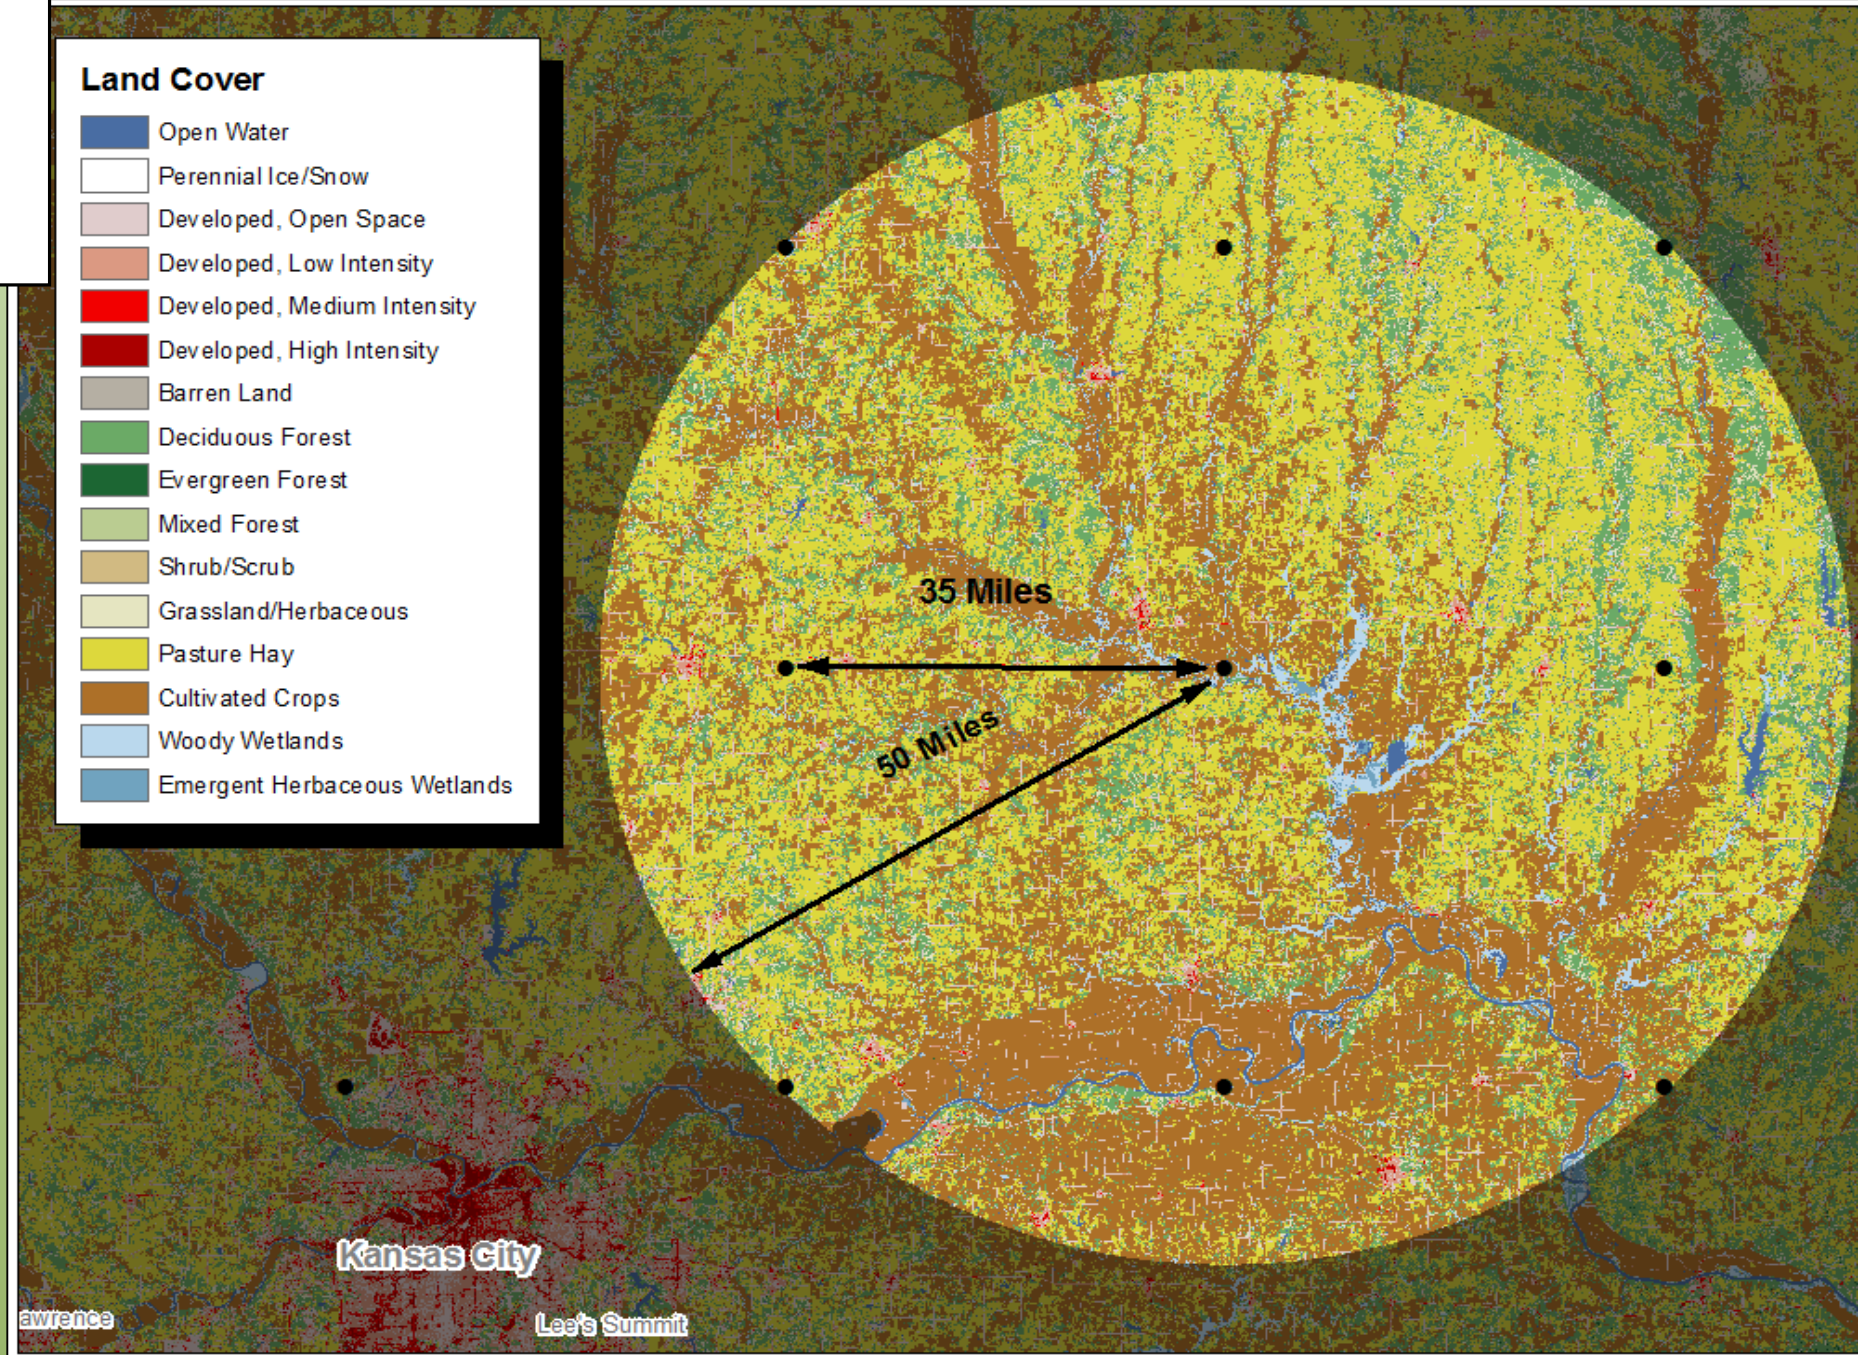 Land Cover
Open Water
Perennial Ice/Snow
Developed, Open Space
Developed, Low Intensity
Developed, Medium Intensity
Developed, High Intensity
Barren Land
Deciduous Forest
Evergreen Forest
Mixed Forest
Shrub/Scrub
Grassland/Herbaceous
Pasture Hay
Cultivated Crops
Woody Wetlands
Emergent Herbaceous Wetlands
35 Miles
50 Miles
Kansas City
awrence
Lee's Summit